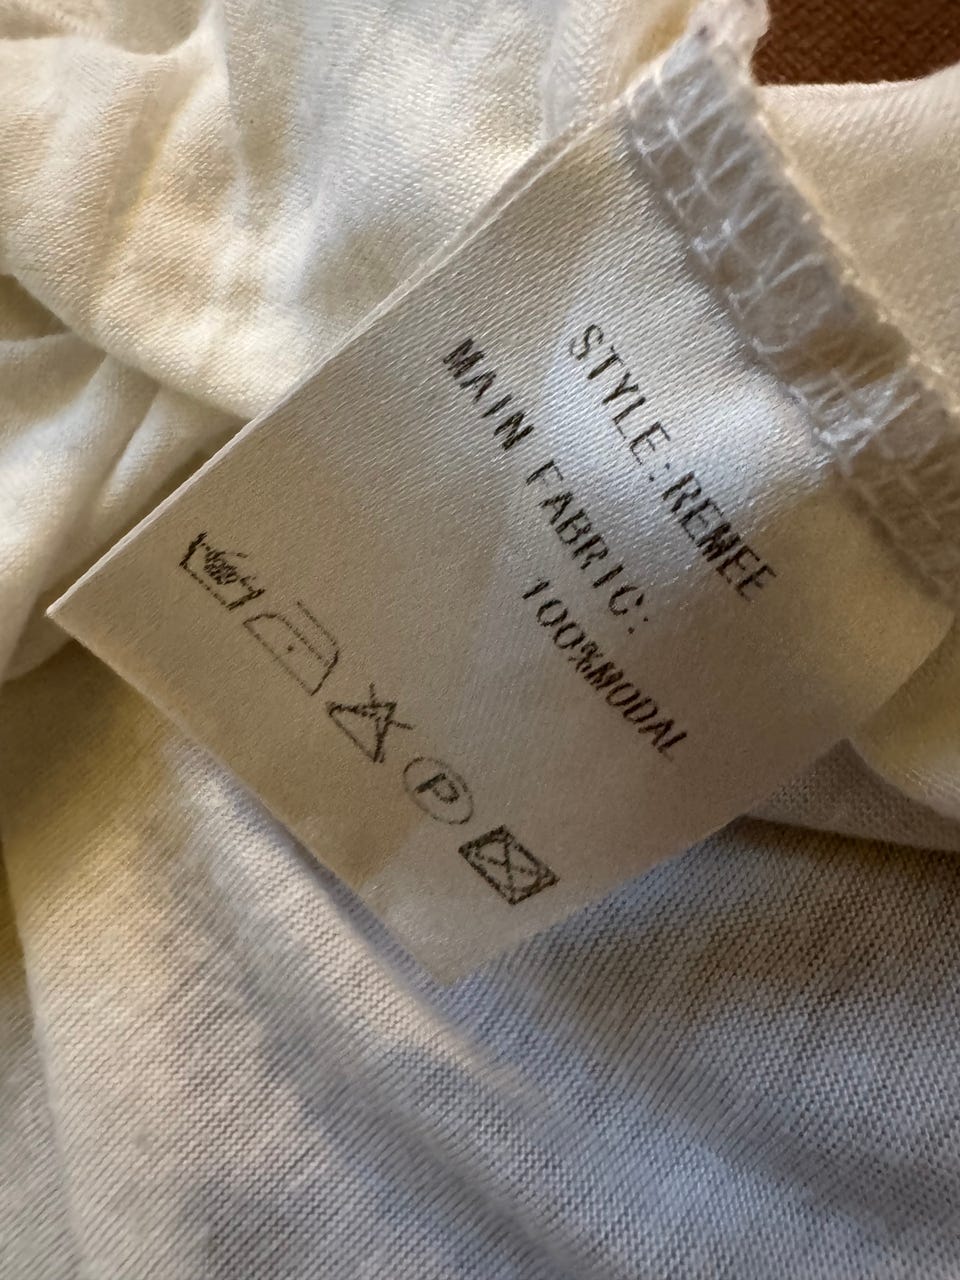 STYLE:REMEE
MAIN FABRIC:
100%MODAL
P